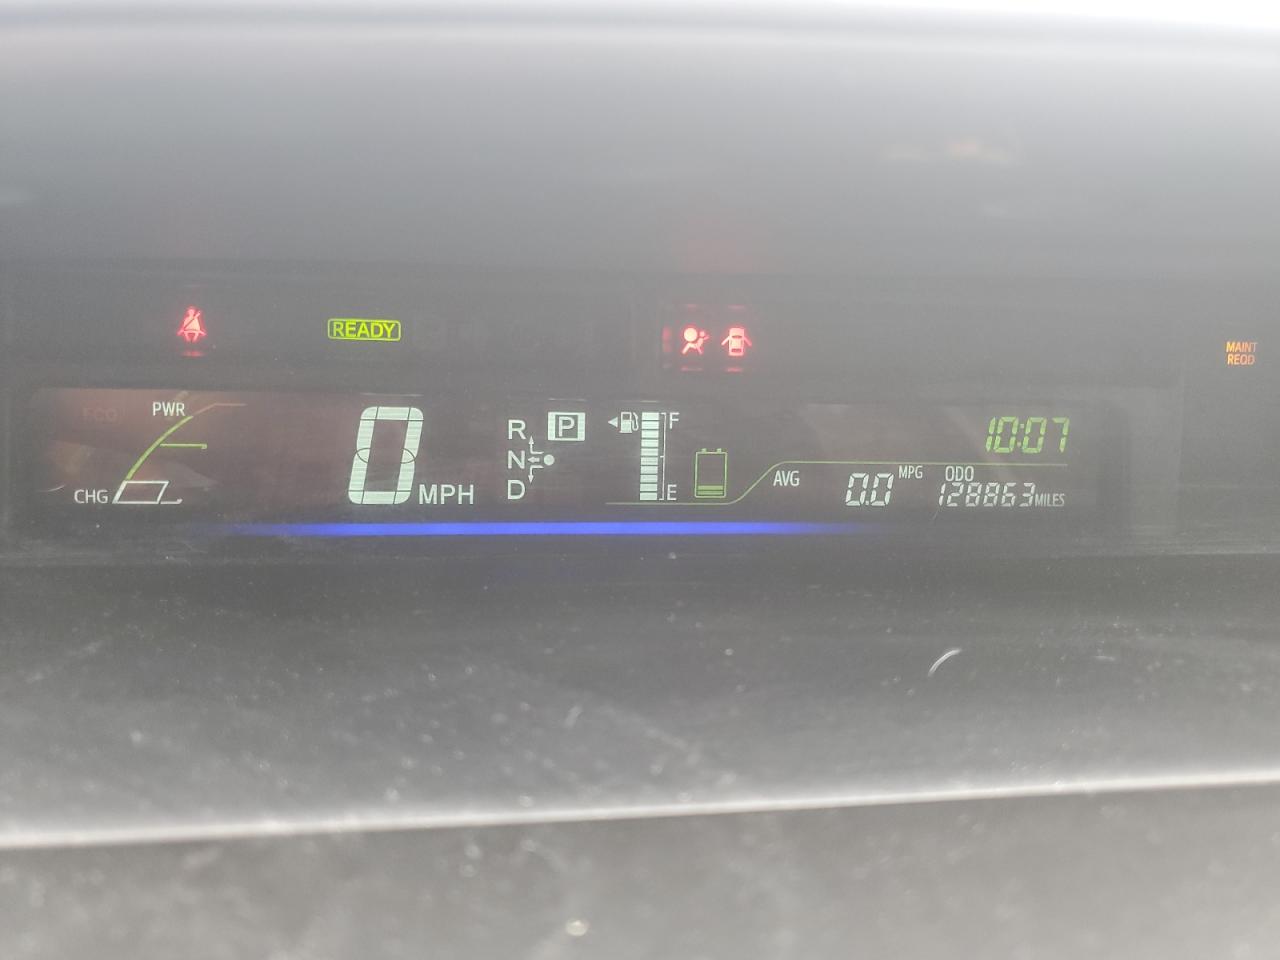 READY
MAINT
REQD
ECO
PWR
CHG
0 MPH
P
R
N
D
F
E
10:07
AVG 0.0 MPG
ODO
128863 MILES